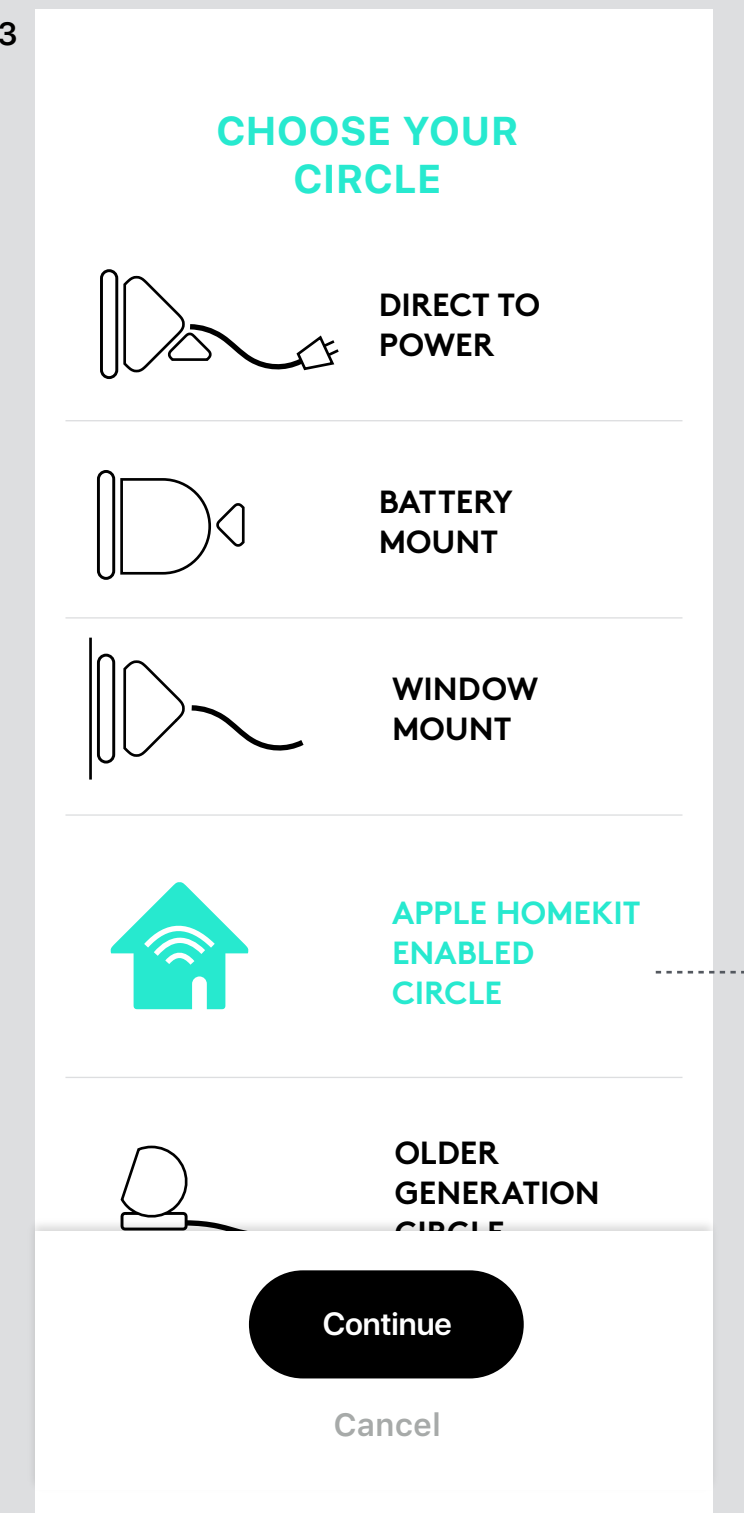 3
CHOOSE YOUR
CIRCLE
DIRECT TO
POWER
BATTERY
MOUNT
WINDOW
MOUNT
APPLE HOMEKIT
ENABLED
CIRCLE
OLDER
GENERATION
CIRCLE
Continue
Cancel